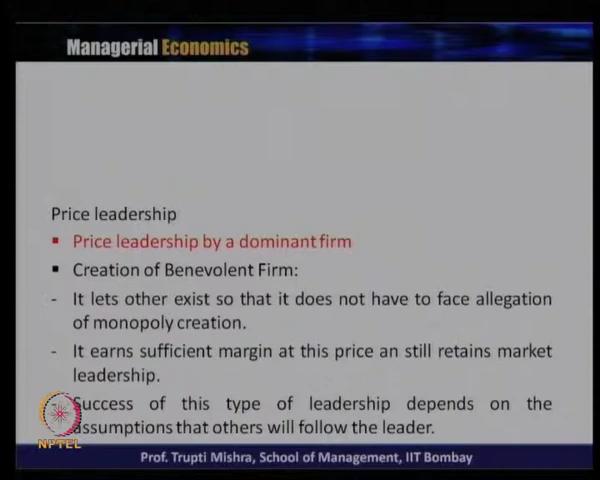 Managerial Economics
Price leadership
▪ Price leadership by a dominant firm
▪ Creation of Benevolent Firm:
- It lets other exist so that it does not have to face allegation
of monopoly creation.
- It earns sufficient margin at this price an still retains market
leadership.
Success of this type of leadership depends on the
assumptions that others will follow the leader.
NPTEL
Prof. Trupti Mishra, School of Management, IIT Bombay